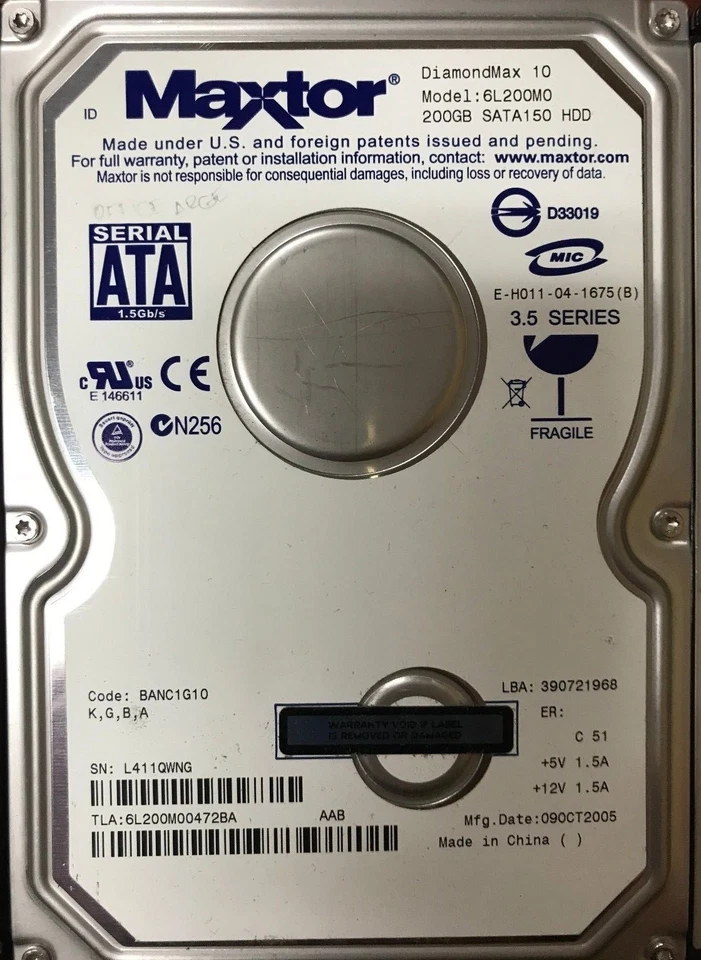 ID
Maxtor®
DiamondMax 10
Model:6L200M0
200GB SATA150 HDD
Made under U.S. and foreign patents issued and pending.
For full warranty, patent or installation information, contact: www.maxtor.com
Maxtor is not responsible for consequential damages, including loss or recovery of data.
D33019
SERIAL
ATA
1.5Gb/s
MIC
E-H011-04-1675(B)
3.5 SERIES
c RU ® US CE
E 146611
N256
FRAGILE
Code: BANC1G10
K,G,B,A
LBA: 390721968
ER:
WARRANTY VOID IF LABEL
IS REMOVED OR DAMAGED
C 51
+5V 1.5A
+12V 1.5A
SN: L411QWNG
TLA:6L200M00472BA AAB
Mfg.Date:09OCT2005
Made in China ( )